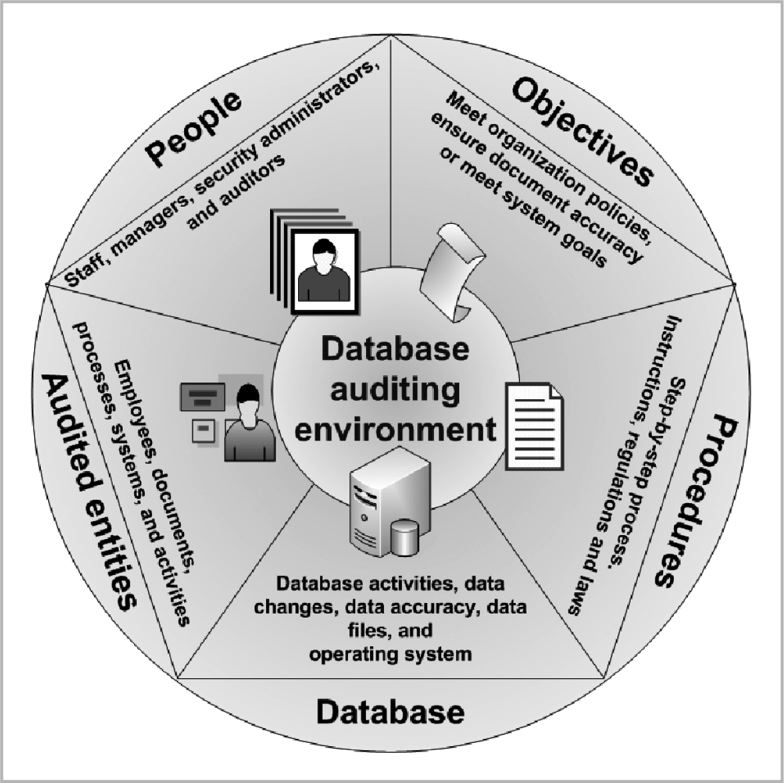 People
Staff, managers, security administrators,
and auditors
Objectives
Meet organization policies,
ensure document accuracy
or meet system goals
Database
auditing
environment
Audited entities
Employees, documents,
processes, systems, and activities
Procedures
Step-by-step process,
Instructions, regulations and laws
Database activities, data
changes, data accuracy, data
files, and
operating system
Database